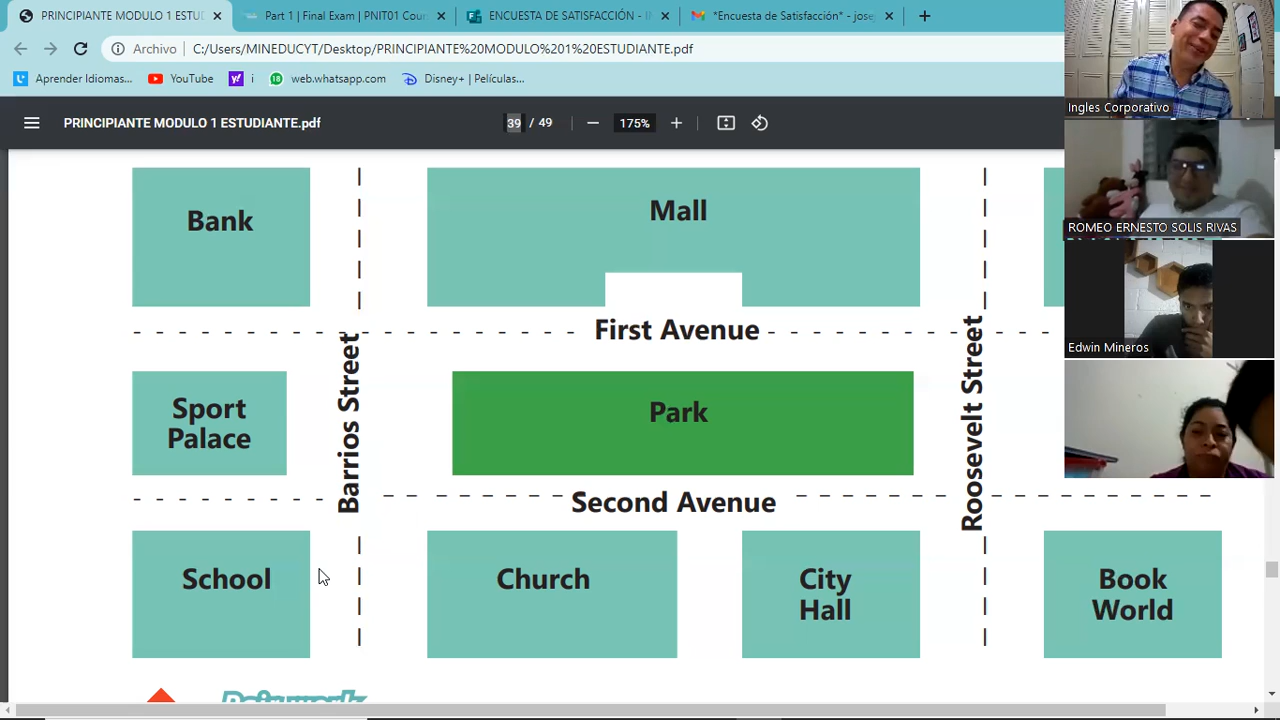 PRINCIPIANTE MODULO 1 ESTUD
Part 1 | Final Exam | PNIT01 Cou
ENCUESTA DE SATISFACCIÓN -
*Encuesta de Satisfacción* - jose
Archivo
C:/Users/MINEDUCYT/Desktop/PRINCIPIANTE%20MODULO%201%20ESTUDIANTE.pdf
Aprender Idiomas...
YouTube
i
web.whatsapp.com
Disney+ | Películas...
PRINCIPIANTE MODULO 1 ESTUDIANTE.pdf
39 / 49
175%
Ingles Corporativo
ROMEO ERNESTO SOLIS RIVAS
Edwin Mineros
Bank
Mall
First Avenue
Barrios Street
Roosevelt Street
Sport
Palace
Park
Second Avenue
School
Church
City
Hall
Book
World